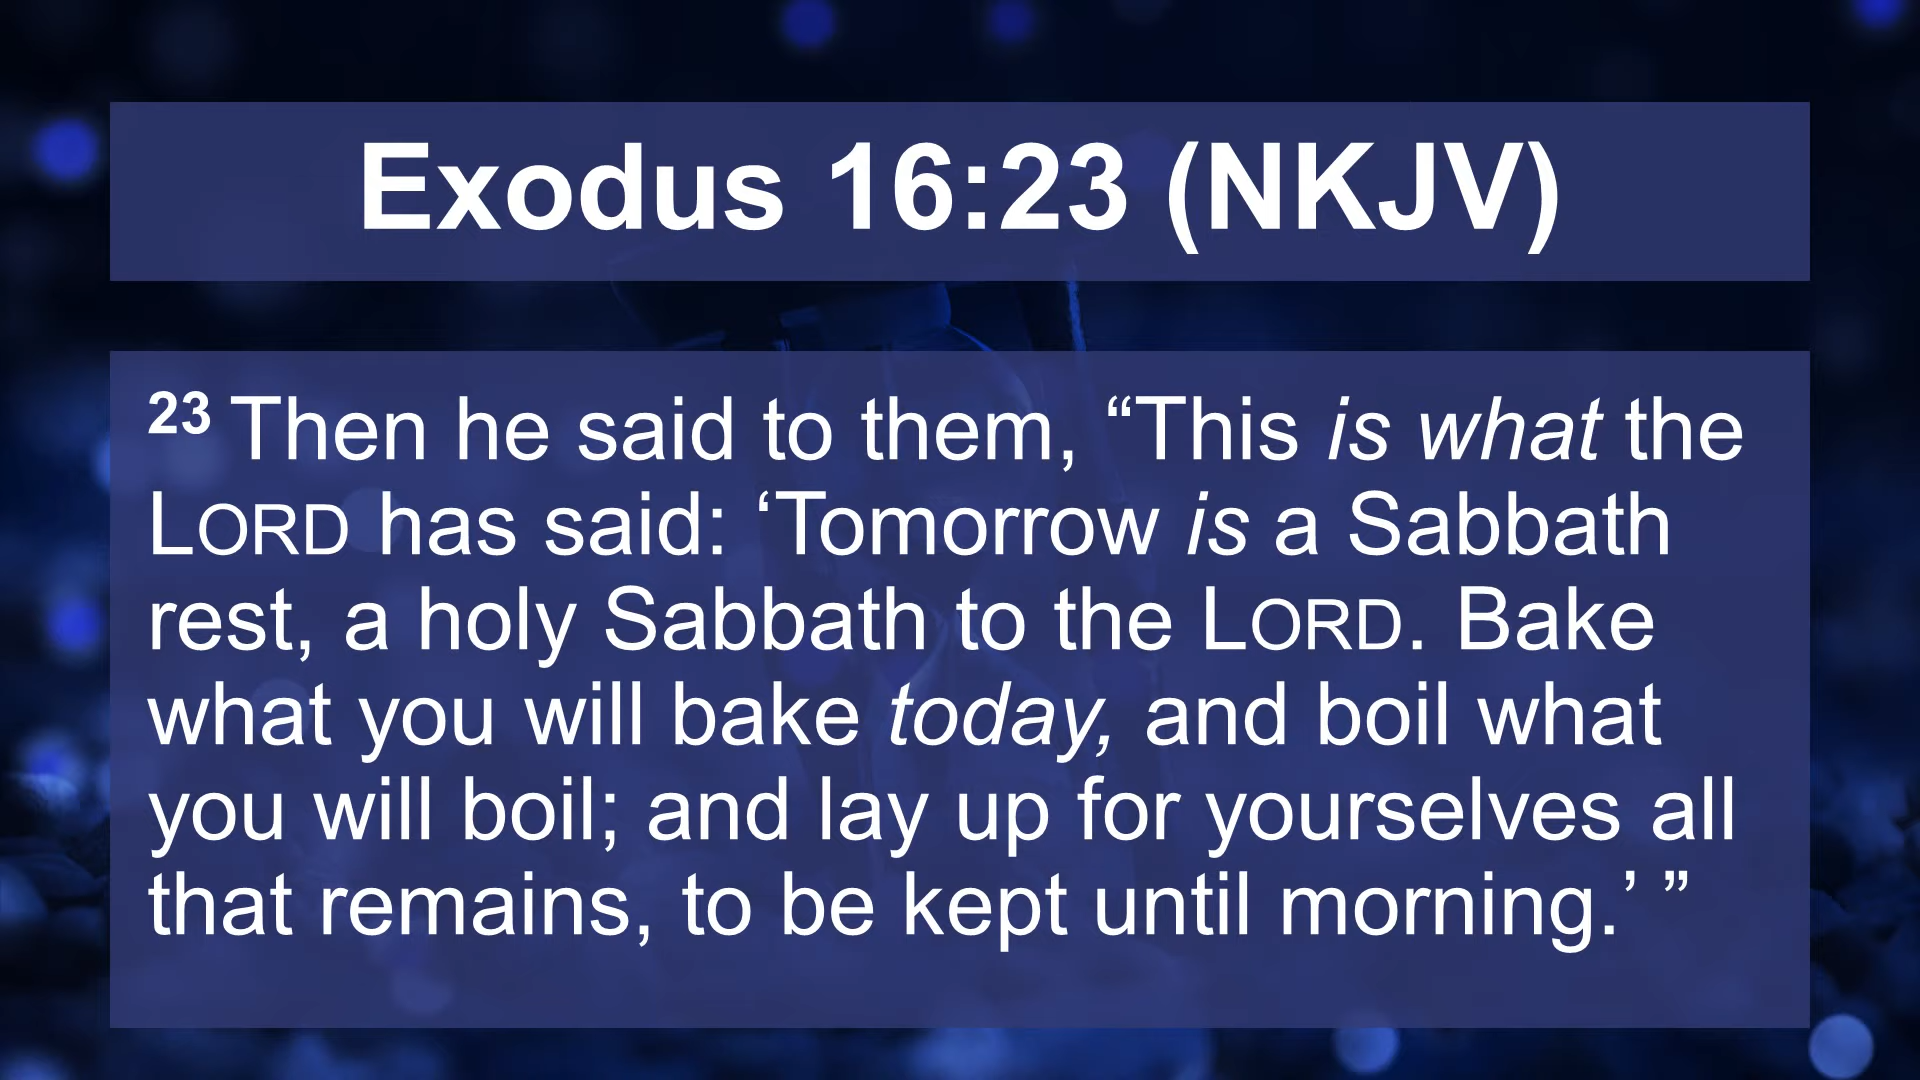 Exodus 16:23 (NKJV)
23 Then he said to them, “This is what the
LORD has said: ‘Tomorrow is a Sabbath
rest, a holy Sabbath to the LORD. Bake
what you will bake today, and boil what
you will boil; and lay up for yourselves all
that remains, to be kept until morning.’ ”